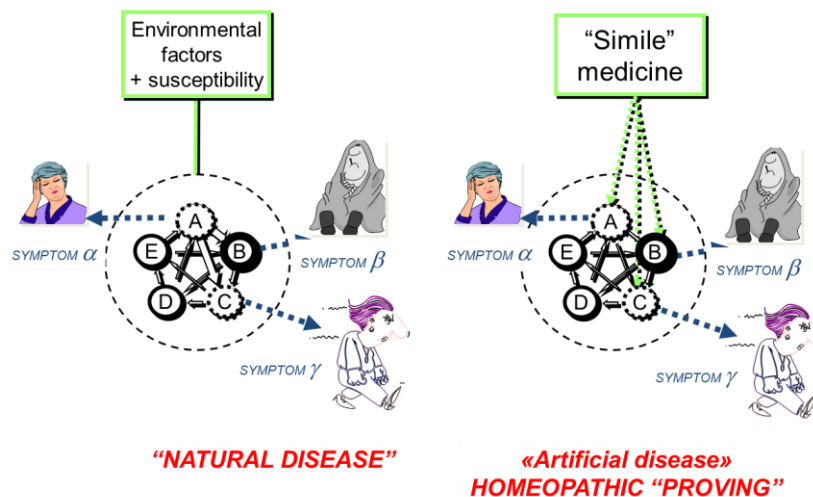 Environmental
factors
+ susceptibility
A
B
C
D
E
SYMPTOM α
SYMPTOM β
SYMPTOM γ
“NATURAL DISEASE”
“Simile”
medicine
A
B
C
D
E
SYMPTOM α
SYMPTOM β
SYMPTOM γ
«Artificial disease»
HOMEOPATHIC “PROVING”